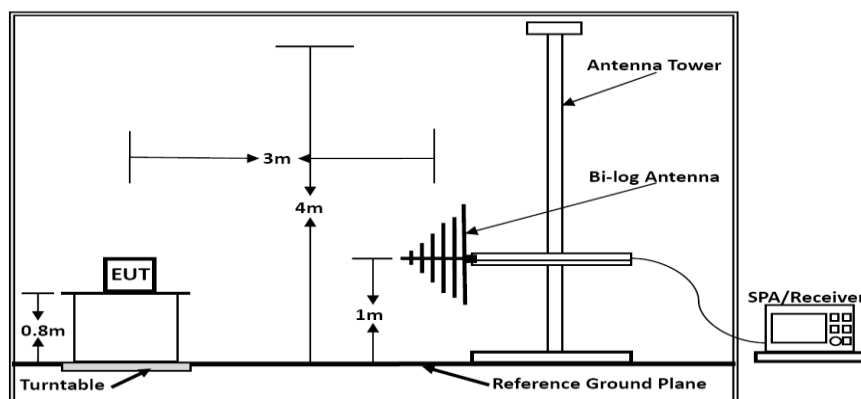 Antenna Tower
3m
Bi-log Antenna
4m
EUT
SPA/Receiver
0.8m
1m
Turntable
Reference Ground Plane